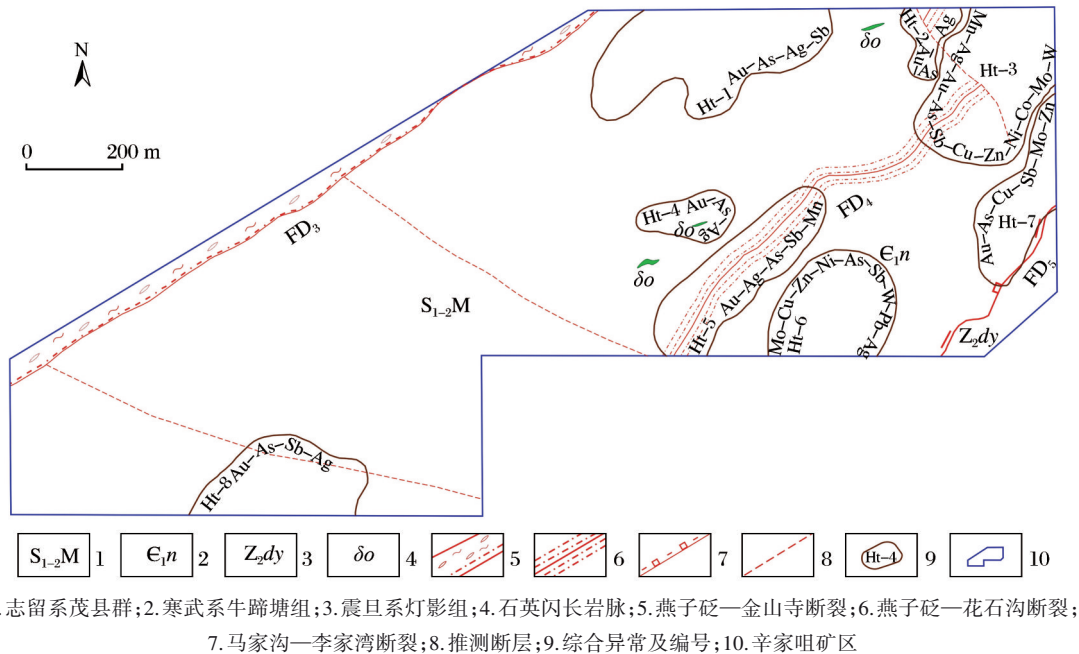 N
0 200 m
FD₃
S₁₋₂M
Ht-1 Au-As-Ag-Sb
δo
Ht-2 Au-As
Ag
Mn-Ag-Au-As-Sb-Cu-Zn-Ni-Co-Mo-W
Ht-3
Ht-4 Au-As-Ag
δo
δo
FD₄
Ht-5 Au-Ag-As-Sb-Mn
Є₁n
Mo-Cu-Zn-Ni-As-Sb-W-Pb-Ag
Ht-6
Au-As-Cu-Sb-Mo-Zn
Ht-7
FD₅
Z₂dy
Ht-8 Au-As-Sb-Ag
S₁₋₂M 1 Є₁n 2 Z₂dy 3 δo 4 5 6 7 8 Ht-4 9 10
.志留系茂县群;2.寒武系牛蹄塘组;3.震旦系灯影组;4.石英闪长岩脉;5.燕子砭—金山寺断裂;6.燕子砭—花石沟断裂;
7.马家沟—李家湾断裂;8.推测断层;9.综合异常及编号;10.辛家咀矿区